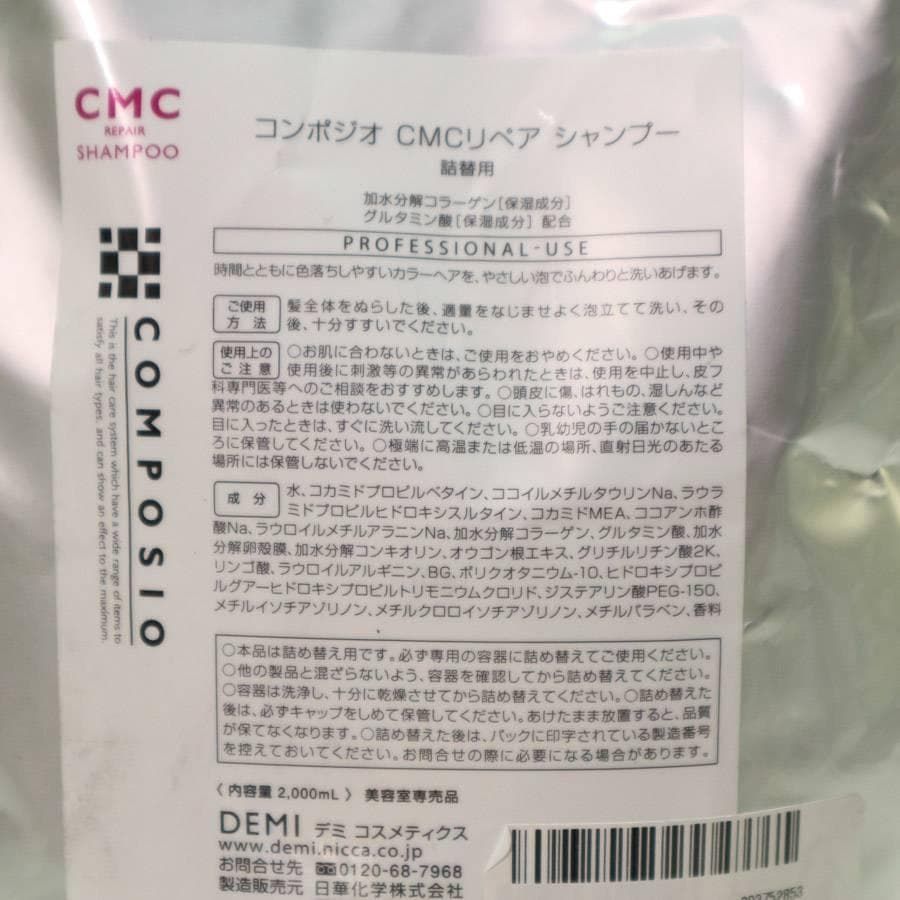 CMC
REPAIR
SHAMPOO
コンポジオ CMCリペア シャンプー
詰替用
加水分解コラーゲン[保湿成分]
グルタミン酸[保湿成分] 配合
PROFESSIONAL-USE
時間とともに色落ちしやすいカラーヘアを、やさしい泡でふんわりと洗いあげます。
ご使用方法 髪全体をぬらした後、適量をなじませよく泡立てて洗い、その
後、十分すすいでください。
使用上のご注意 ○お肌に合わないときは、ご使用をおやめください。○使用中や
使用後に刺激等の異常があらわれたときは、使用を中止し、皮フ
科専門医等へのご相談をおすすめします。○頭皮に傷、はれもの、湿しんなど
異常のあるときは使わないでください。○目に入らないようご注意ください。
目に入ったときは、すぐに洗い流してください。○乳幼児の手の届かないとこ
ろに保管してください。○極端に高温または低温の場所、直射日光のあたる
場所には保管しないでください。
成分 水、コカミドプロピルベタイン、ココイルメチルタウリンNa、ラウラ
ミドプロピルヒドロキシスルタイン、コカミドMEA、ココアンホ酢
酸Na、ラウロイルメチルアラニンNa、加水分解コラーゲン、グルタミン酸、加水
分解卵殻膜、加水分解コンキオリン、オウゴン根エキス、グリチルリチン酸2K、
リンゴ酸、ラウロイルアルギニン、BG、ポリクオタニウム-10、ヒドロキシプロピ
ルグアーヒドロキシプロピルトリモニウムクロリド、ジステアリン酸PEG-150、
メチルイソチアゾリノン、メチルクロロイソチアゾリノン、メチルパラベン、香料
○本品は詰め替え用です。必ず専用の容器に詰め替えてご使用ください。
○他の製品と混ざらないよう、容器を確認してから詰め替えてください。
○容器は洗浄し、十分に乾燥させてから詰め替えてください。○詰め替えた
後は、必ずキャップをしめて保管してください。あけたまま放置すると、品質
が保てなくなります。○詰め替えた後は、パックに印字されている製造番号
を控えておいてください。お問合せの際に必要になる場合があります。
〈 内容量 2,000mL 〉 美容室専売品
DEMI デミ コスメティクス
www.demi.nicca.co.jp
お問合せ先 0120-68-7968
製造販売元 日華化学株式会社
COMPOSIO
This is the hair care system which have a wide range of items to
satisfy all hair types, and can show an effect to the maximum.